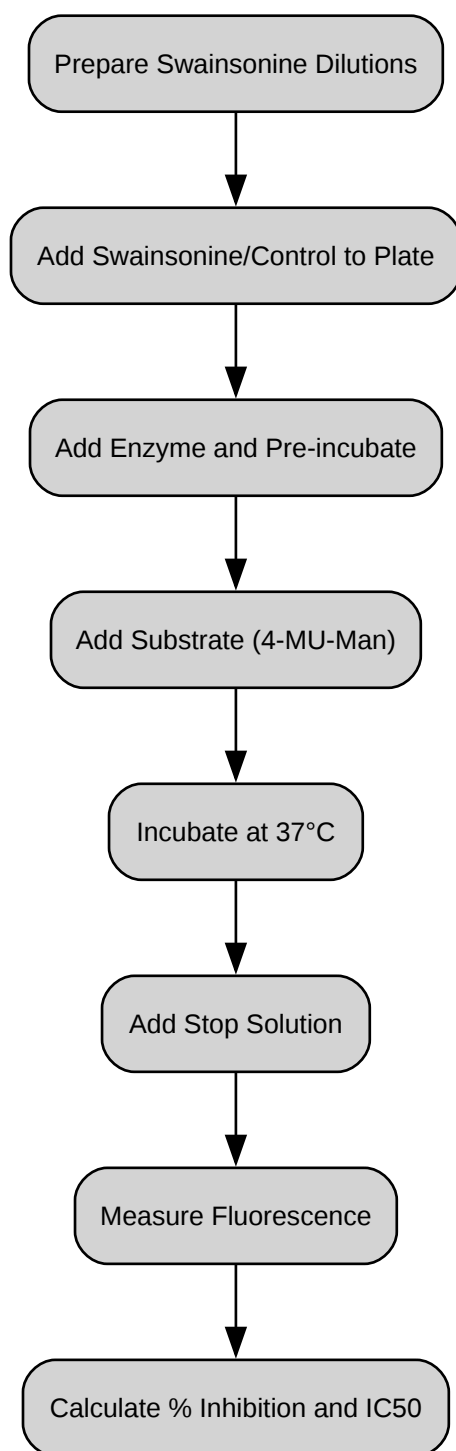 Prepare Swainsonine Dilutions
Add Swainsonine/Control to Plate
Add Enzyme and Pre-incubate
Add Substrate (4-MU-Man)
Incubate at 37°C
Add Stop Solution
Measure Fluorescence
Calculate % Inhibition and IC50